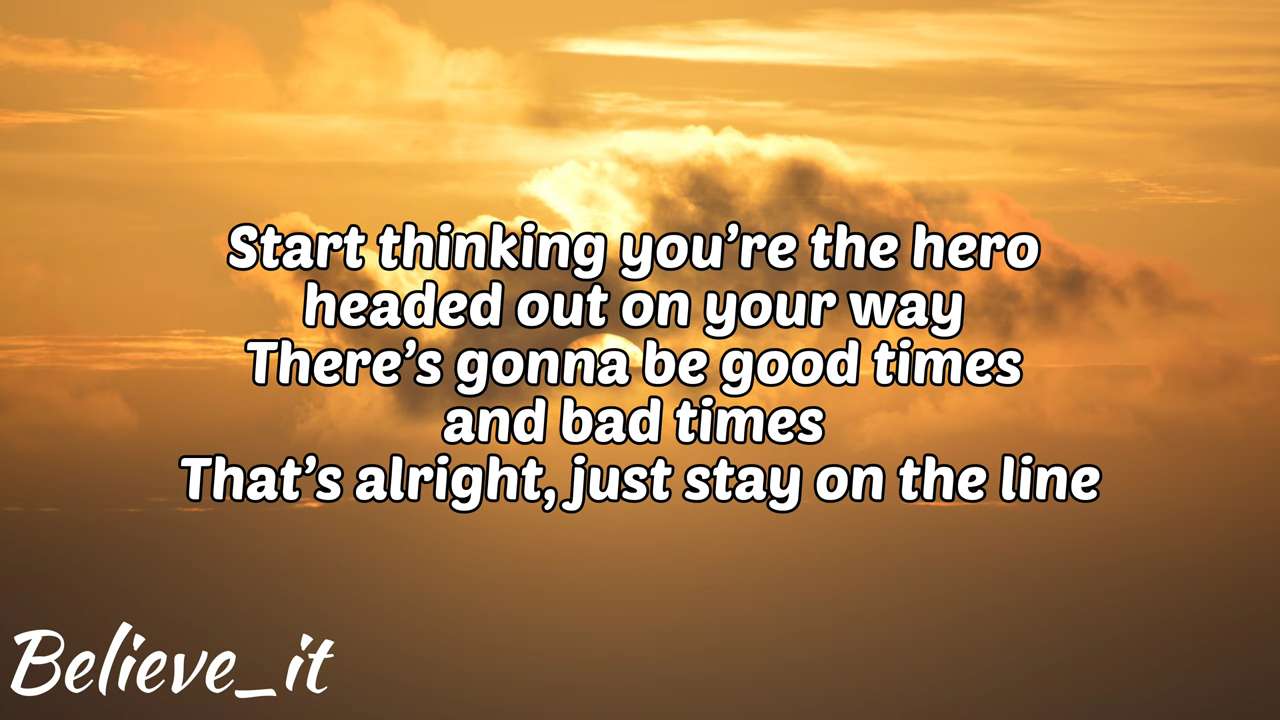 Start thinking you’re the hero
headed out on your way
There’s gonna be good times
and bad times
That’s alright, just stay on the line
Believe_it